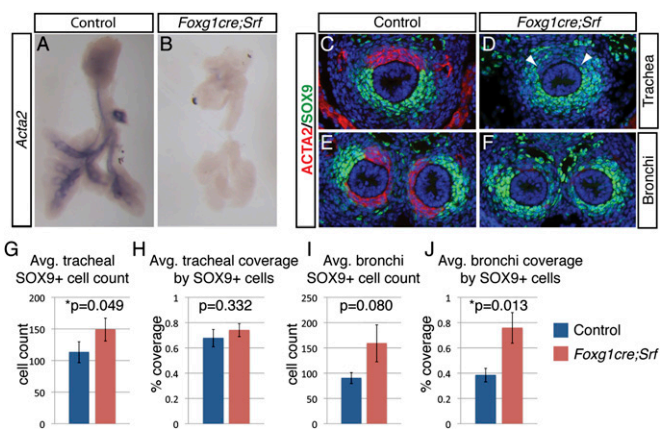 Control
Foxg1cre;Srf
Control
Foxg1cre;Srf
Acta2
A
B
ACTA2/SOX9
C
D
Trachea
E
F
Bronchi
G
Avg. tracheal
SOX9+ cell count
H
Avg. tracheal coverage
by SOX9+ cells
I
Avg. bronchi
SOX9+ cell count
J
Avg. bronchi coverage
by SOX9+ cells
cell count
200
150
100
50
0
*p=0.049
% coverage
1
0.8
0.6
0.4
0.2
0
p=0.332
cell count
250
200
150
100
50
0
p=0.080
% coverage
1
0.8
0.6
0.4
0.2
0
*p=0.013
Control
Foxg1cre;Srf